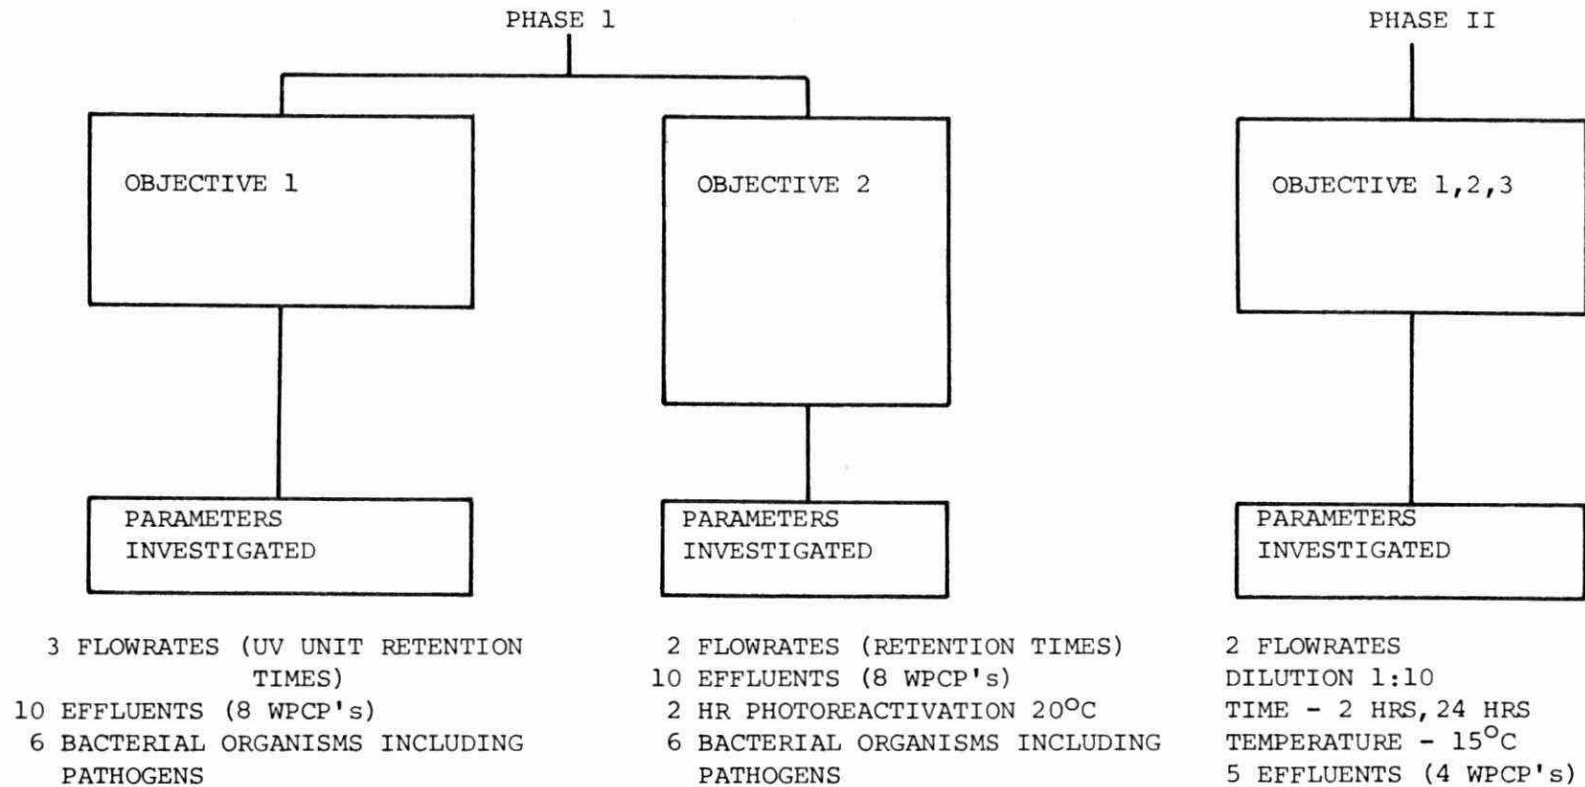 PHASE 1
PHASE II
OBJECTIVE 1
OBJECTIVE 2
OBJECTIVE 1,2,3
PARAMETERS
INVESTIGATED
PARAMETERS
INVESTIGATED
PARAMETERS
INVESTIGATED
3 FLOWRATES (UV UNIT RETENTION
TIMES)
10 EFFLUENTS (8 WPCP's)
6 BACTERIAL ORGANISMS INCLUDING
PATHOGENS
2 FLOWRATES (RETENTION TIMES)
10 EFFLUENTS (8 WPCP's)
2 HR PHOTOREACTIVATION 20°C
6 BACTERIAL ORGANISMS INCLUDING
PATHOGENS
2 FLOWRATES
DILUTION 1:10
TIME - 2 HRS, 24 HRS
TEMPERATURE - 15°C
5 EFFLUENTS (4 WPCP's)